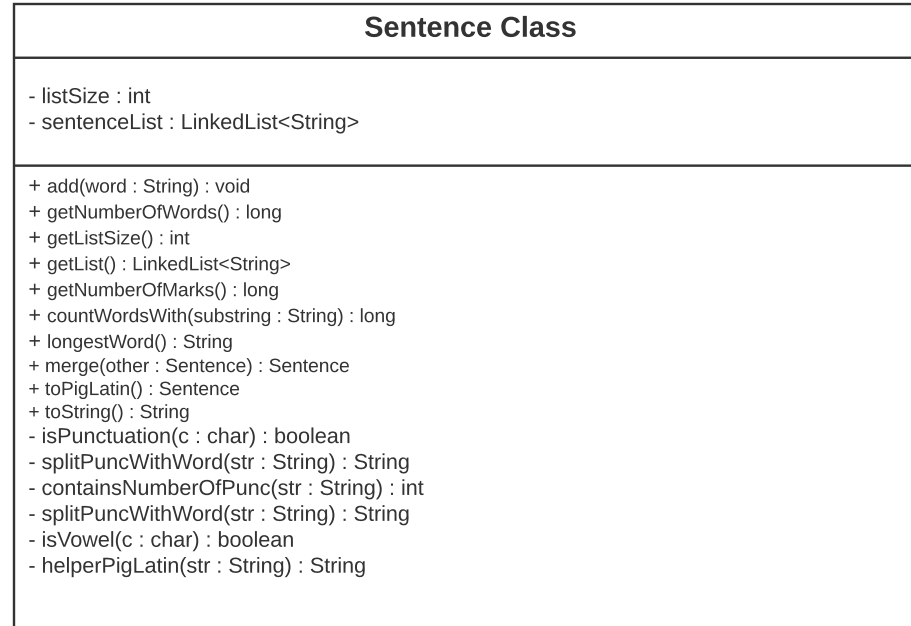 Sentence Class
- listSize : int
- sentenceList : LinkedList<String>
+ add(word : String) : void
+ getNumberOfWords() : long
+ getListSize() : int
+ getList() : LinkedList<String>
+ getNumberOfMarks() : long
+ countWordsWith(substring : String) : long
+ longestWord() : String
+ merge(other : Sentence) : Sentence
+ toPigLatin() : Sentence
+ toString() : String
- isPunctuation(c : char) : boolean
- splitPuncWithWord(str : String) : String
- containsNumberOfPunc(str : String) : int
- splitPuncWithWord(str : String) : String
- isVowel(c : char) : boolean
- helperPigLatin(str : String) : String